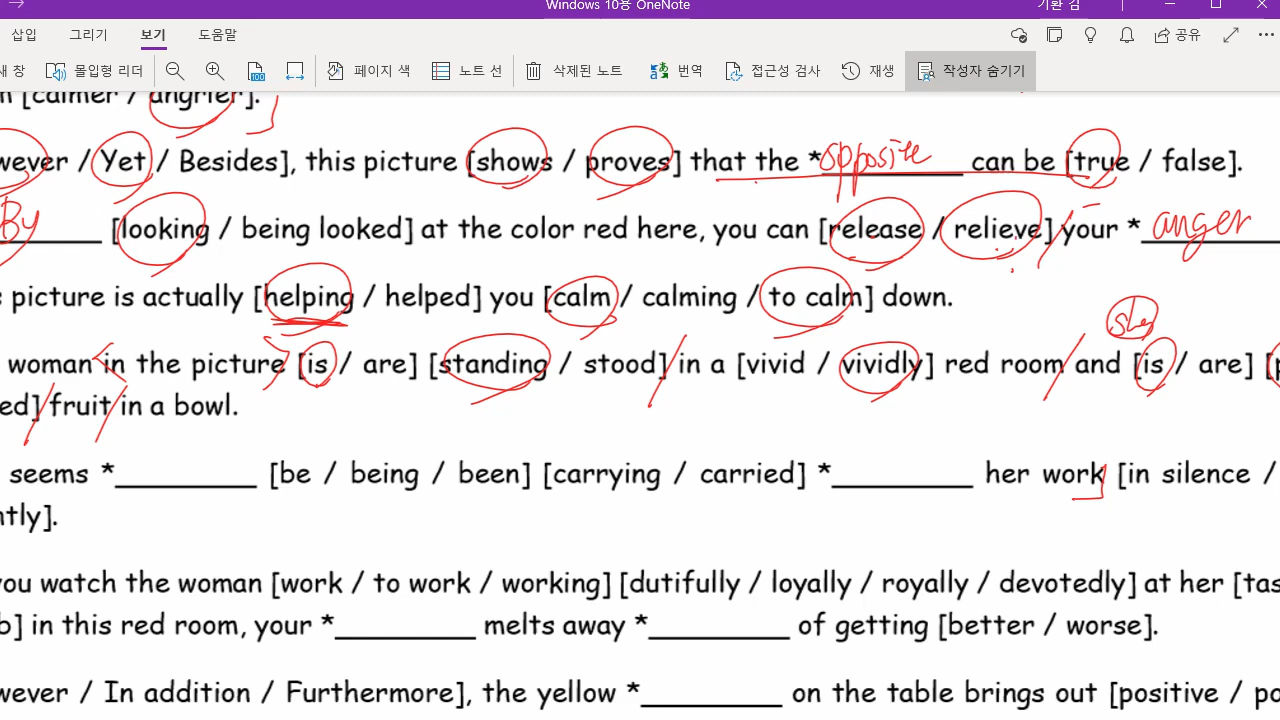 Windows 10용 OneNote 기환 김
삽입 그리기 보기 도움말 공유
새 창 몰입형 리더 100 페이지 색 노트 선 삭제된 노트 번역 접근성 검사 재생 작성자 숨기기
[calmer / angrier].
wever / Yet / Besides], this picture [shows / proves] that the *opposite can be [true / false].
By [looking / being looked] at the color red here, you can [release / relieve] your * anger
picture is actually [helping / helped] you [calm / calming / to calm] down.
she
woman in the picture [is / are] [standing / stood] in a [vivid / vividly] red room and [is / are] [p
ed] fruit in a bowl.
seems *_________ [be / being / been] [carrying / carried] *_________ her work [in silence /
ntly].
you watch the woman [work / to work / working] [dutifully / loyally / royally / devotedly] at her [tas
b] in this red room, your *_________ melts away *_________ of getting [better / worse].
wever / In addition / Furthermore], the yellow *_________ on the table brings out [positive / po